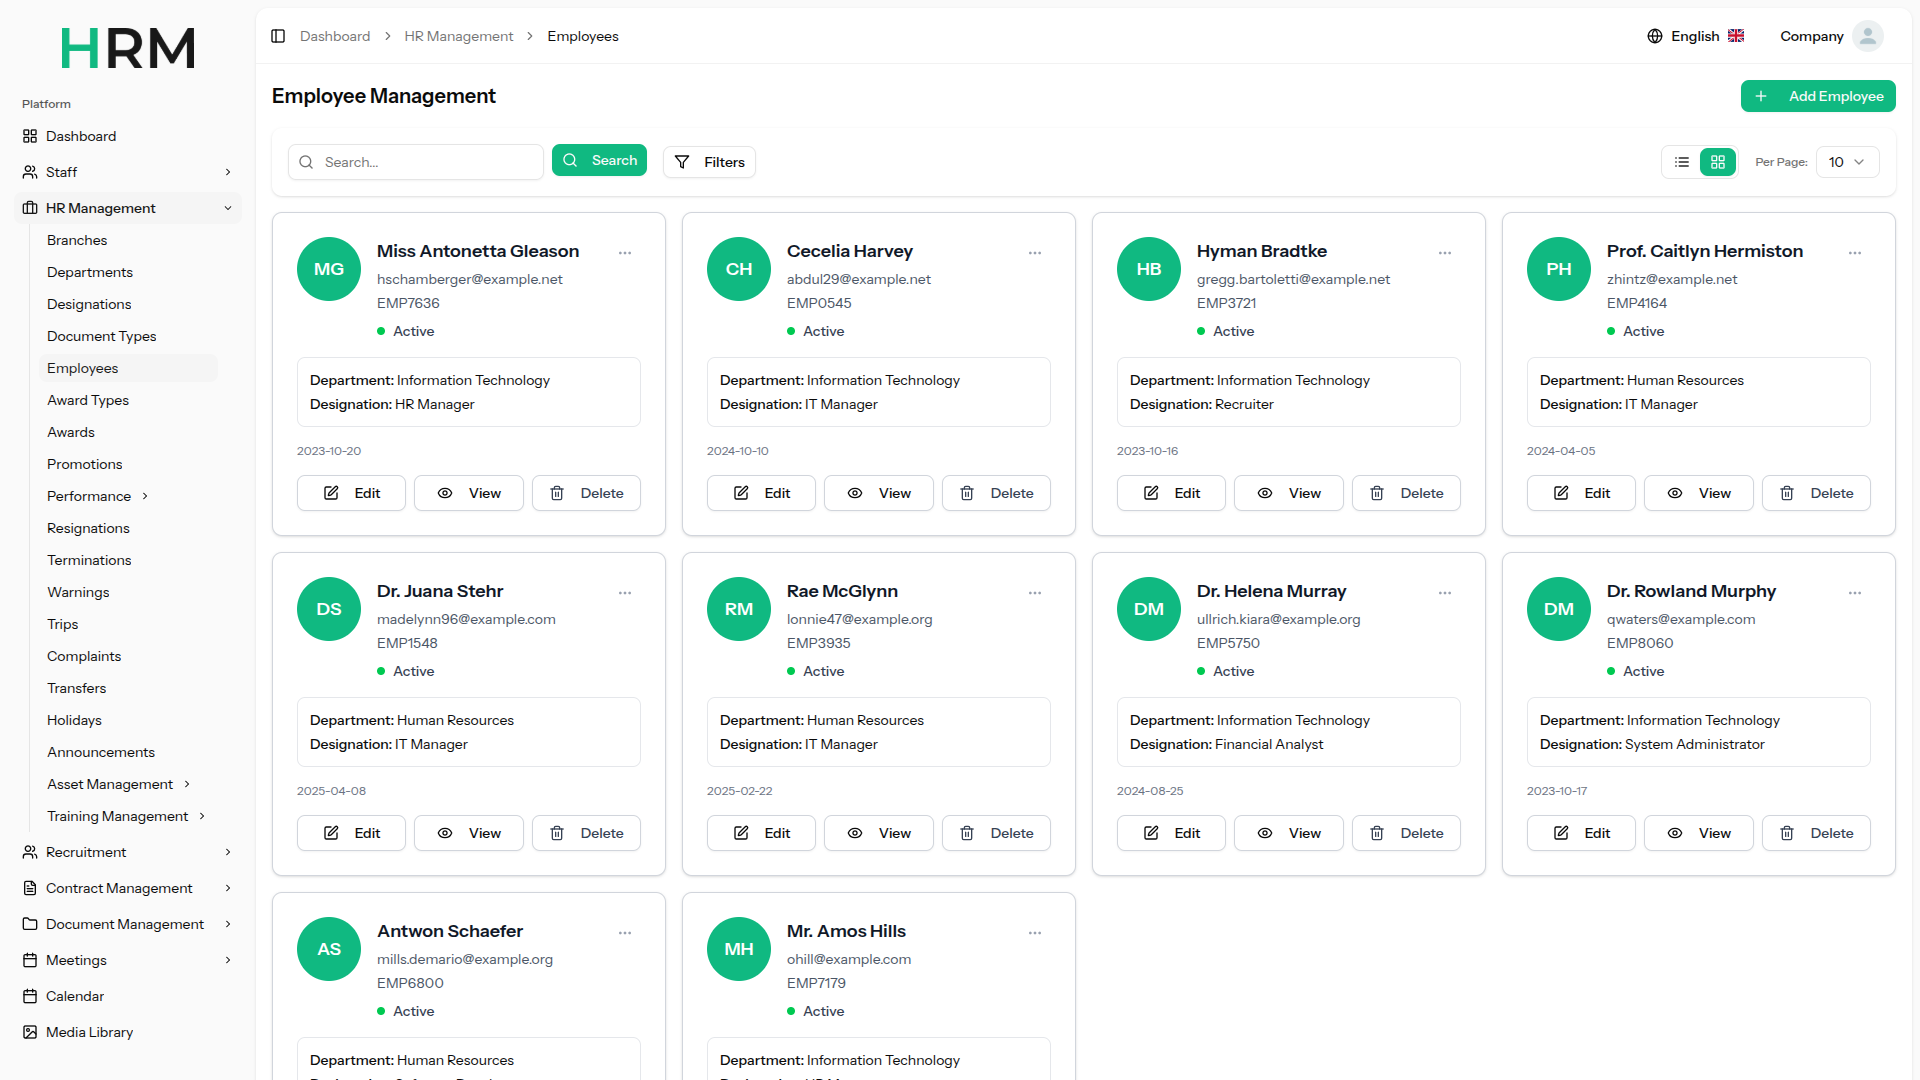 HRM
Platform
Dashboard
Staff
HR Management
Branches
Departments
Designations
Document Types
Employees
Award Types
Awards
Promotions
Performance
Resignations
Terminations
Warnings
Trips
Complaints
Transfers
Holidays
Announcements
Asset Management
Training Management
Recruitment
Contract Management
Document Management
Meetings
Calendar
Media Library
Dashboard > HR Management > Employees
English
Company
Employee Management
+ Add Employee
Search...
Search
Filters
Per Page: 10
MG
Miss Antonetta Gleason
hschamberger@example.net
EMP7636
Active
Department: Information Technology
Designation: HR Manager
2023-10-20
Edit View Delete
CH
Cecelia Harvey
abdul29@example.net
EMP0545
Active
Department: Information Technology
Designation: IT Manager
2024-10-10
Edit View Delete
HB
Hyman Bradtke
gregg.bartoletti@example.net
EMP3721
Active
Department: Information Technology
Designation: Recruiter
2023-10-16
Edit View Delete
PH
Prof. Caitlyn Hermiston
zhintz@example.net
EMP4164
Active
Department: Human Resources
Designation: IT Manager
2024-04-05
Edit View Delete
DS
Dr. Juana Stehr
madelynn96@example.com
EMP1548
Active
Department: Human Resources
Designation: IT Manager
2025-04-08
Edit View Delete
RM
Rae McGlynn
lonnie47@example.org
EMP3935
Active
Department: Human Resources
Designation: IT Manager
2025-02-22
Edit View Delete
DM
Dr. Helena Murray
ullrich.kiara@example.org
EMP5750
Active
Department: Information Technology
Designation: Financial Analyst
2024-08-25
Edit View Delete
DM
Dr. Rowland Murphy
qwaters@example.com
EMP8060
Active
Department: Information Technology
Designation: System Administrator
2023-10-17
Edit View Delete
AS
Antwon Schaefer
mills.demario@example.org
EMP6800
Active
Department: Human Resources
MH
Mr. Amos Hills
ohill@example.com
EMP7179
Active
Department: Information Technology